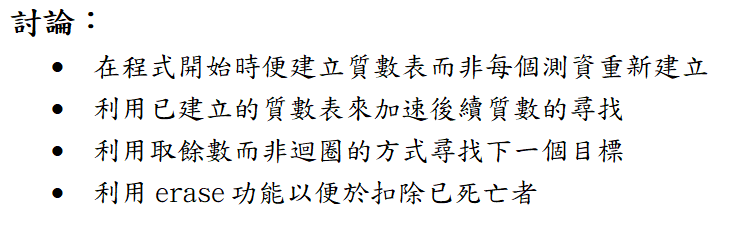 討論：
• 在程式開始時便建立質數表而非每個測資重新建立
• 利用已建立的質數表來加速後續質數的尋找
• 利用取餘數而非迴圈的方式尋找下一個目標
• 利用 erase 功能以便於扣除已死亡者